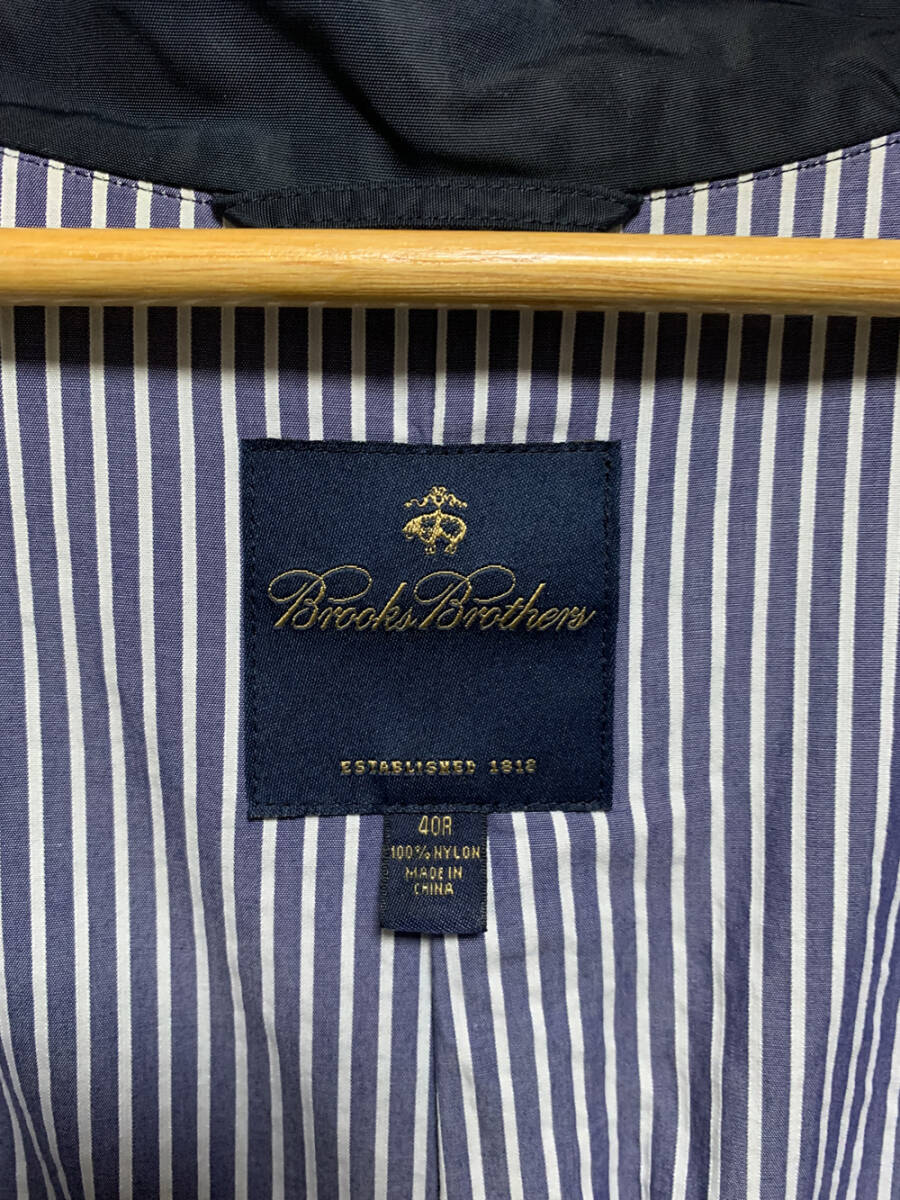 Brooks Brothers
ESTABLISHED 1818
40R
100% NYLON
MADE IN
CHINA